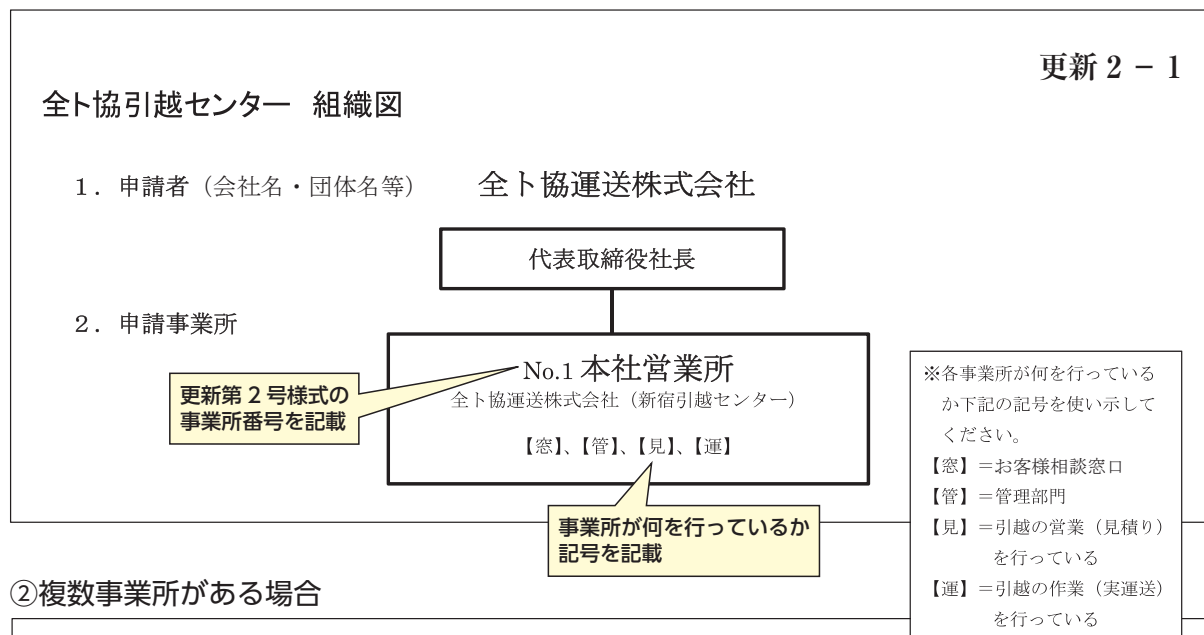 更新２－１
全ト協引越センター　組織図
１．申請者（会社名・団体名等）　全ト協運送株式会社
代表取締役社長
２．申請事業所
No.1 本社営業所
全ト協運送株式会社（新宿引越センター）
【窓】、【管】、【見】、【運】
更新第２号様式の
事業所番号を記載
事業所が何を行っているか
記号を記載
※各事業所が何を行っている
か下記の記号を使い示して
ください。
【窓】＝お客様相談窓口
【管】＝管理部門
【見】＝引越の営業（見積り）
を行っている
【運】＝引越の作業（実運送）
を行っている
②複数事業所がある場合